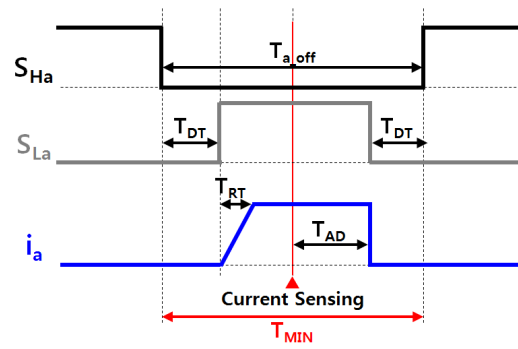 T_a_off
S_Ha
T_DT
T_DT
S_La
T_RT
T_AD
i_a
Current Sensing
T_MIN